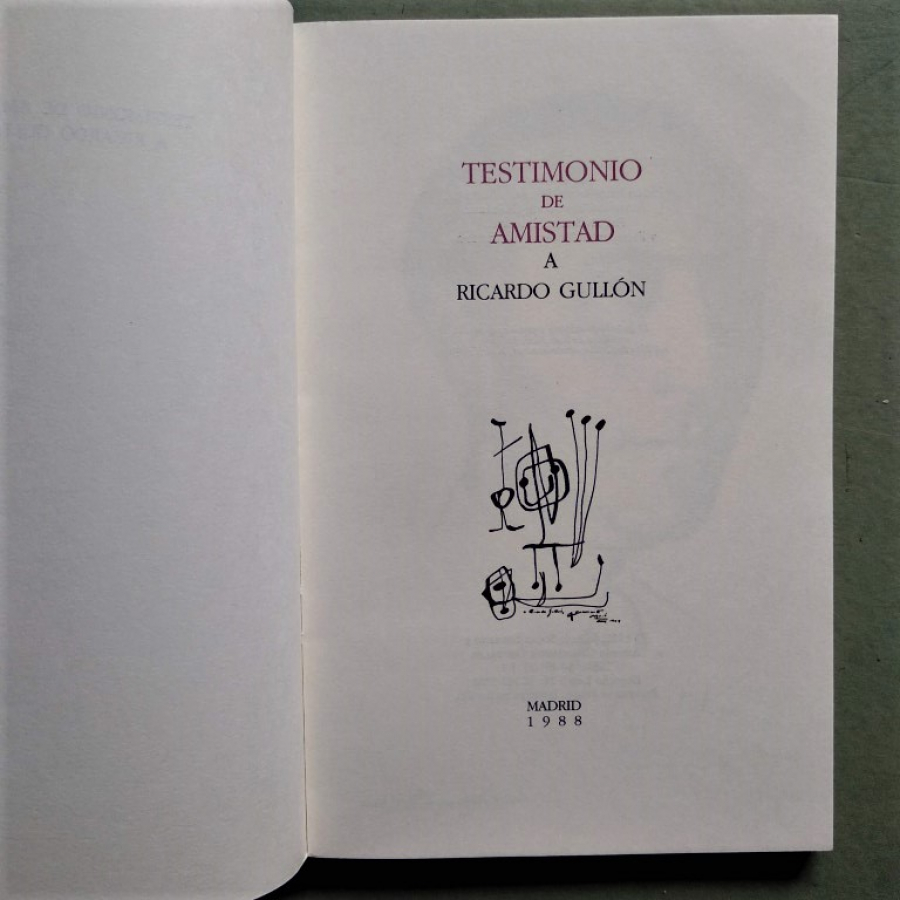 TESTIMONIO
DE
AMISTAD
A
RICARDO GULLÓN
MADRID
1988